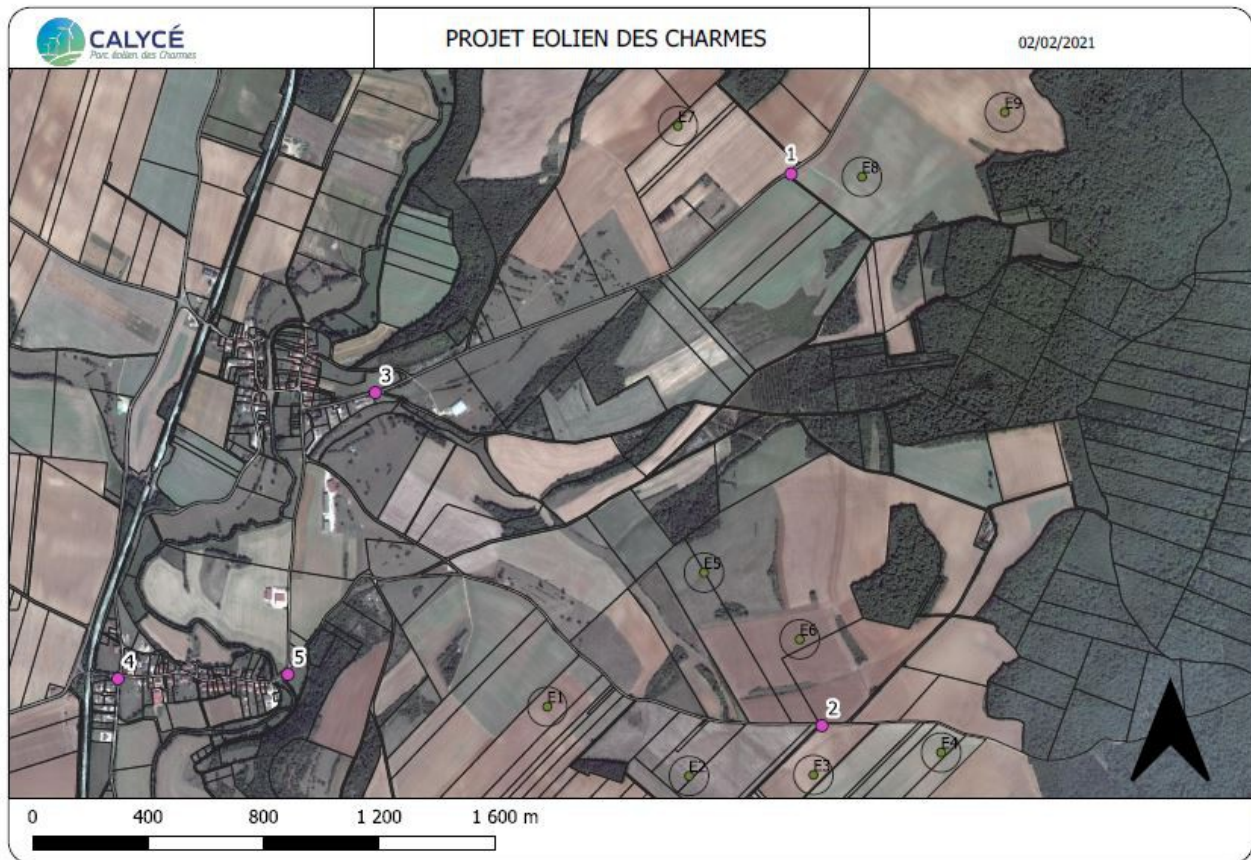 CALYCÉ
Parc éolien des Charmes
PROJET EOLIEN DES CHARMES
02/02/2021
E7
E9
1
E8
3
E5
E6
4
5
E1
2
E2
E3
E4
0 400 800 1 200 1 600 m